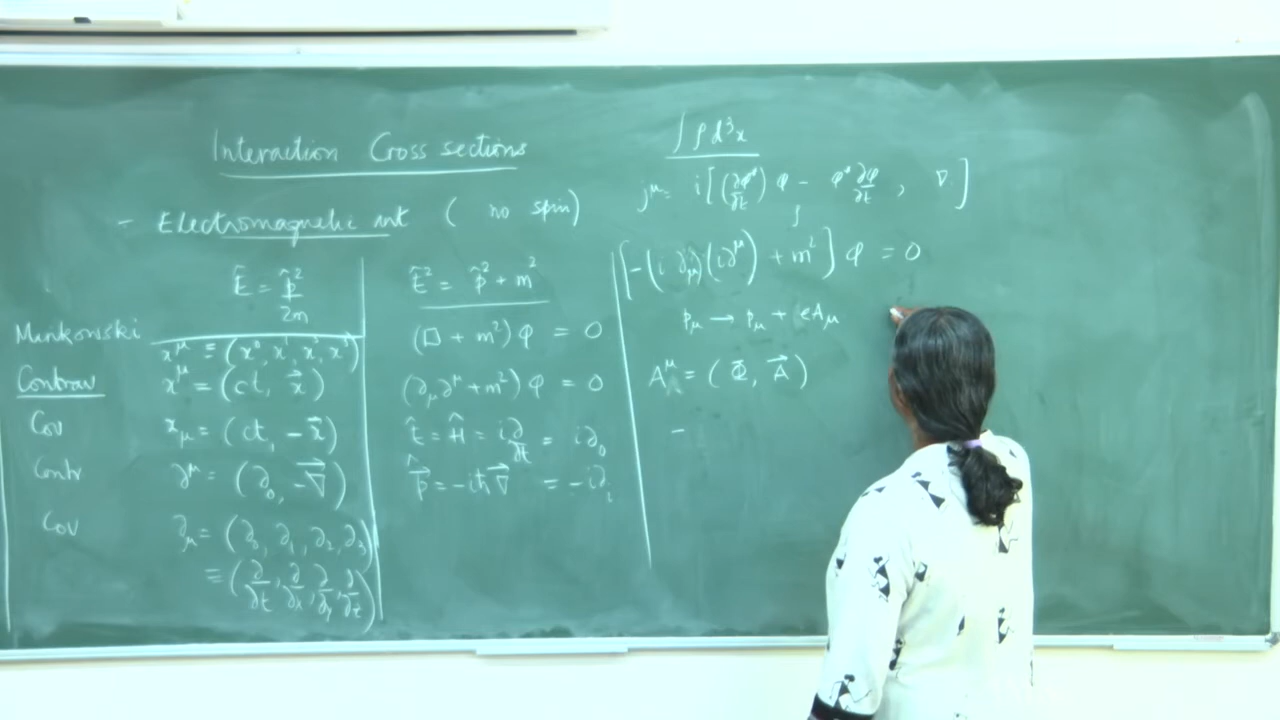 Interaction Cross sections
- Electromagnetic int ( no spin)
Ê = p̂²/2m
Minkowski
x^μ ≡ (x⁰, x¹, x², x³)
Contrav x^μ = (ct, x⃗)
Cov x_μ = (ct, -x⃗)
Contr ∂^μ = (∂₀, -∇⃗)
Cov ∂_μ = (∂₀, ∂₁, ∂₂, ∂₃)
≡ (∂/∂t, ∂/∂x, ∂/∂y, ∂/∂z)
Ê² = p̂² + m²
(□ + m²) φ = 0
(∂_μ ∂^μ + m²) φ = 0
Ê = Ĥ = i∂/∂t = i∂₀
p̂⃗ = -iħ∇⃗ = -i∂_i
∫ρ d³x
j^μ = i[(∂φ*/∂t) φ - φ* ∂φ/∂t , ∇ ]
[-(i∂_μ)(i∂^μ) + m²] φ = 0
p_μ → p_μ + eA_μ
A^μ = (Φ, A⃗)
-